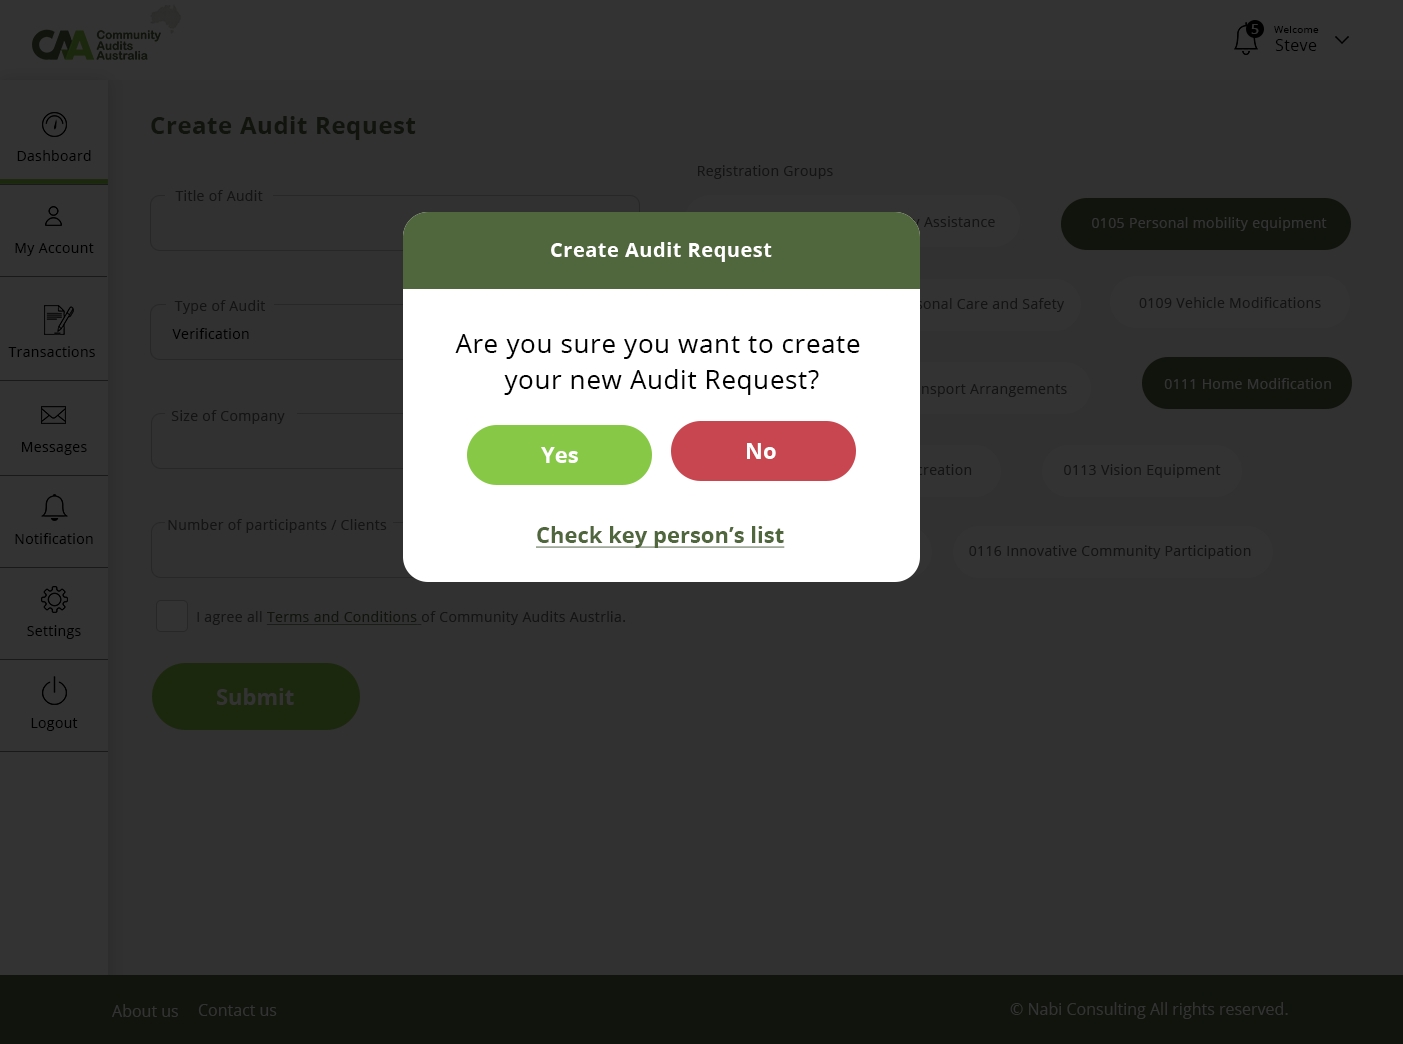 CAA Community
Audits
Australia
5
Welcome
Steve
Dashboard
My Account
Transactions
Messages
Notification
Settings
Logout
Create Audit Request
Title of Audit
Type of Audit
Verification
Size of Company
Number of participants / Clients
I agree all Terms and Conditions of Community Audits Austrlia.
Submit
Registration Groups
Assistance
0105 Personal mobility equipment
Care and Safety
0109 Vehicle Modifications
Arrangements
0111 Home Modification
0113 Vision Equipment
0116 Innovative Community Participation
Create Audit Request
Are you sure you want to create
your new Audit Request?
Yes
No
Check key person’s list
About us
Contact us
© Nabi Consulting All rights reserved.